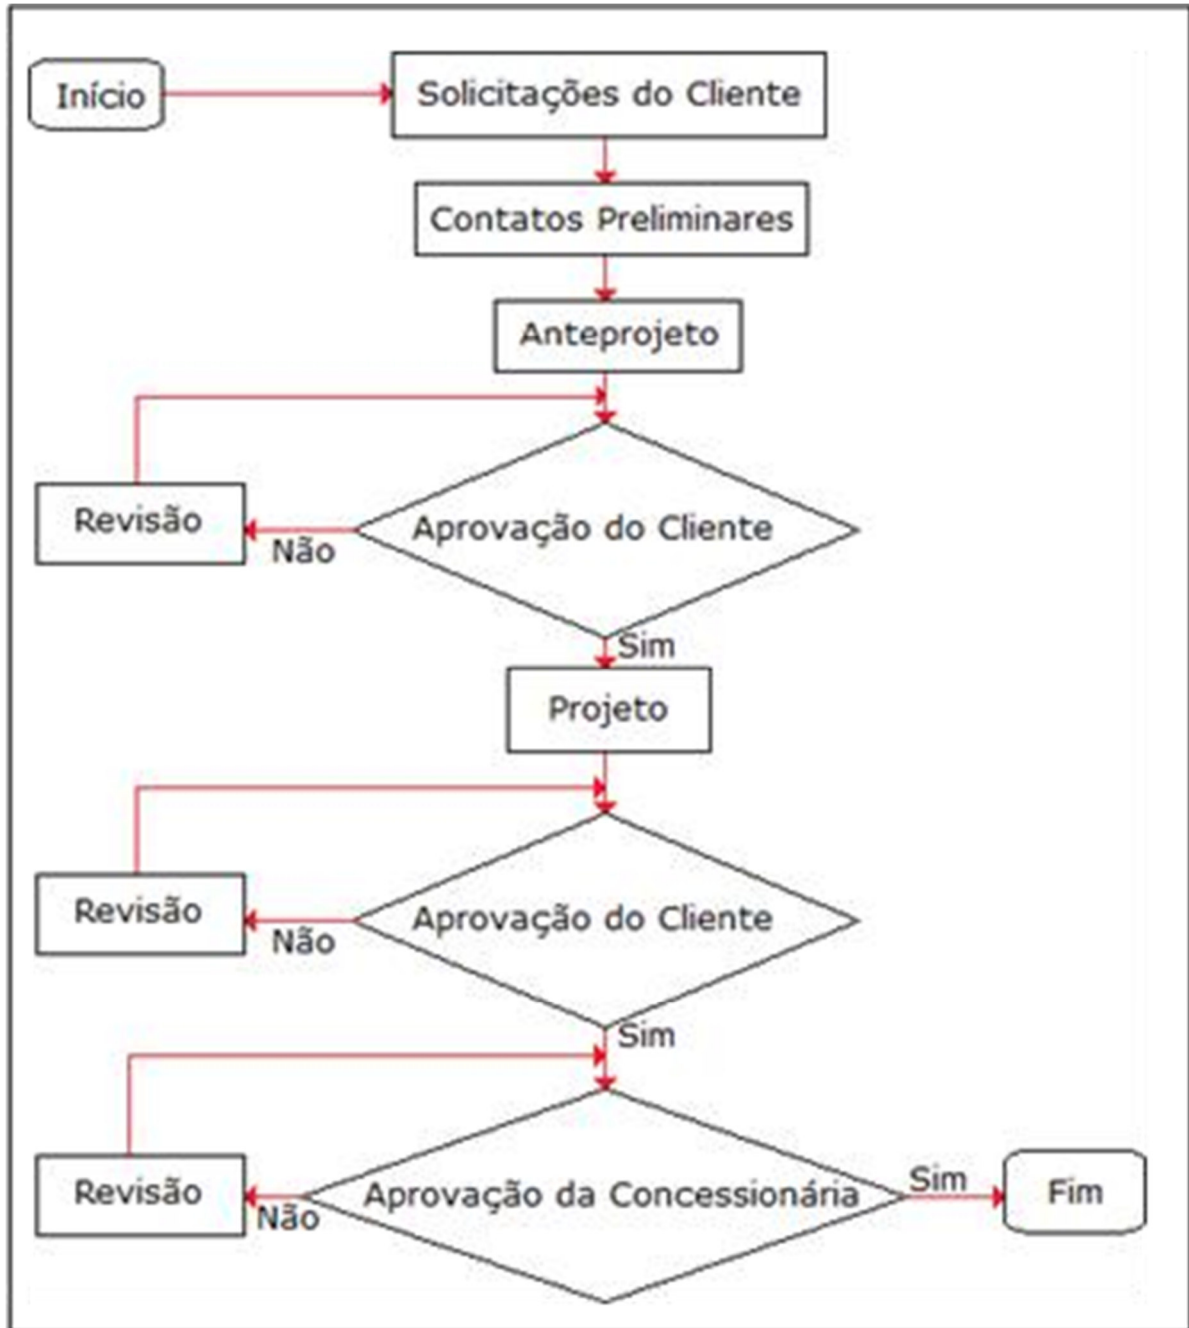 Início
Solicitações do Cliente
Contatos Preliminares
Anteprojeto
Revisão
Não
Aprovação do Cliente
Sim
Projeto
Revisão
Não
Aprovação do Cliente
Sim
Revisão
Não
Aprovação da Concessionária
Sim
Fim